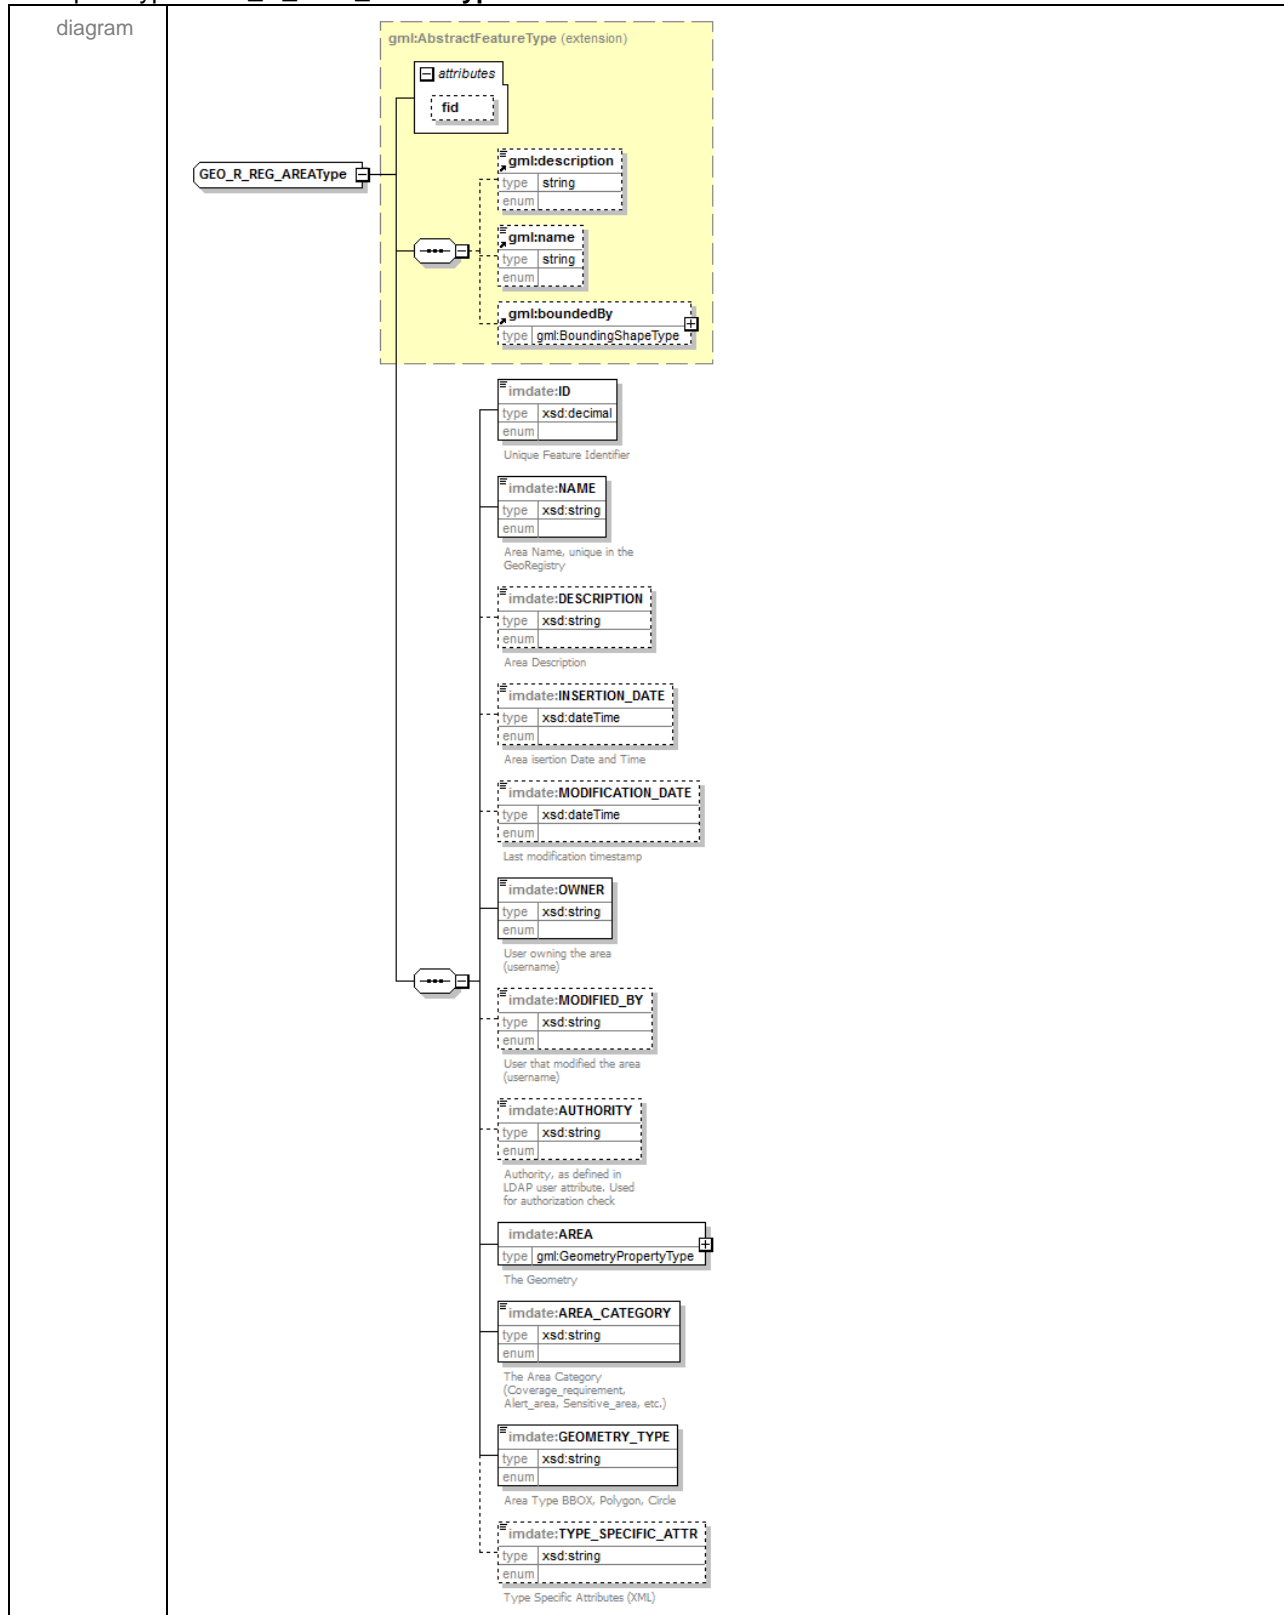 diagram
gml:AbstractFeatureType (extension)
attributes
fid
GEO_R_REG_AREAType
gml:description
type string
enum
gml:name
type string
enum
gml:boundedBy
type gml:BoundingShapeType
imdate:ID
type xsd:decimal
enum
Unique Feature Identifier
imdate:NAME
type xsd:string
enum
Area Name, unique in the
GeoRegistry
imdate:DESCRIPTION
type xsd:string
enum
Area Description
imdate:INSERTION_DATE
type xsd:dateTime
enum
Area isertion Date and Time
imdate:MODIFICATION_DATE
type xsd:dateTime
enum
Last modification timestamp
imdate:OWNER
type xsd:string
enum
User owning the area
(username)
imdate:MODIFIED_BY
type xsd:string
enum
User that modified the area
(username)
imdate:AUTHORITY
type xsd:string
enum
Authority, as defined in
LDAP user attribute. Used
for authorization check
imdate:AREA
type gml:GeometryPropertyType
The Geometry
imdate:AREA_CATEGORY
type xsd:string
enum
The Area Category
(Coverage_requirement,
Alert_area, Sensitive_area, etc.)
imdate:GEOMETRY_TYPE
type xsd:string
enum
Area Type BBOX, Polygon, Circle
imdate:TYPE_SPECIFIC_ATTR
type xsd:string
enum
Type Specific Attributes (XML)